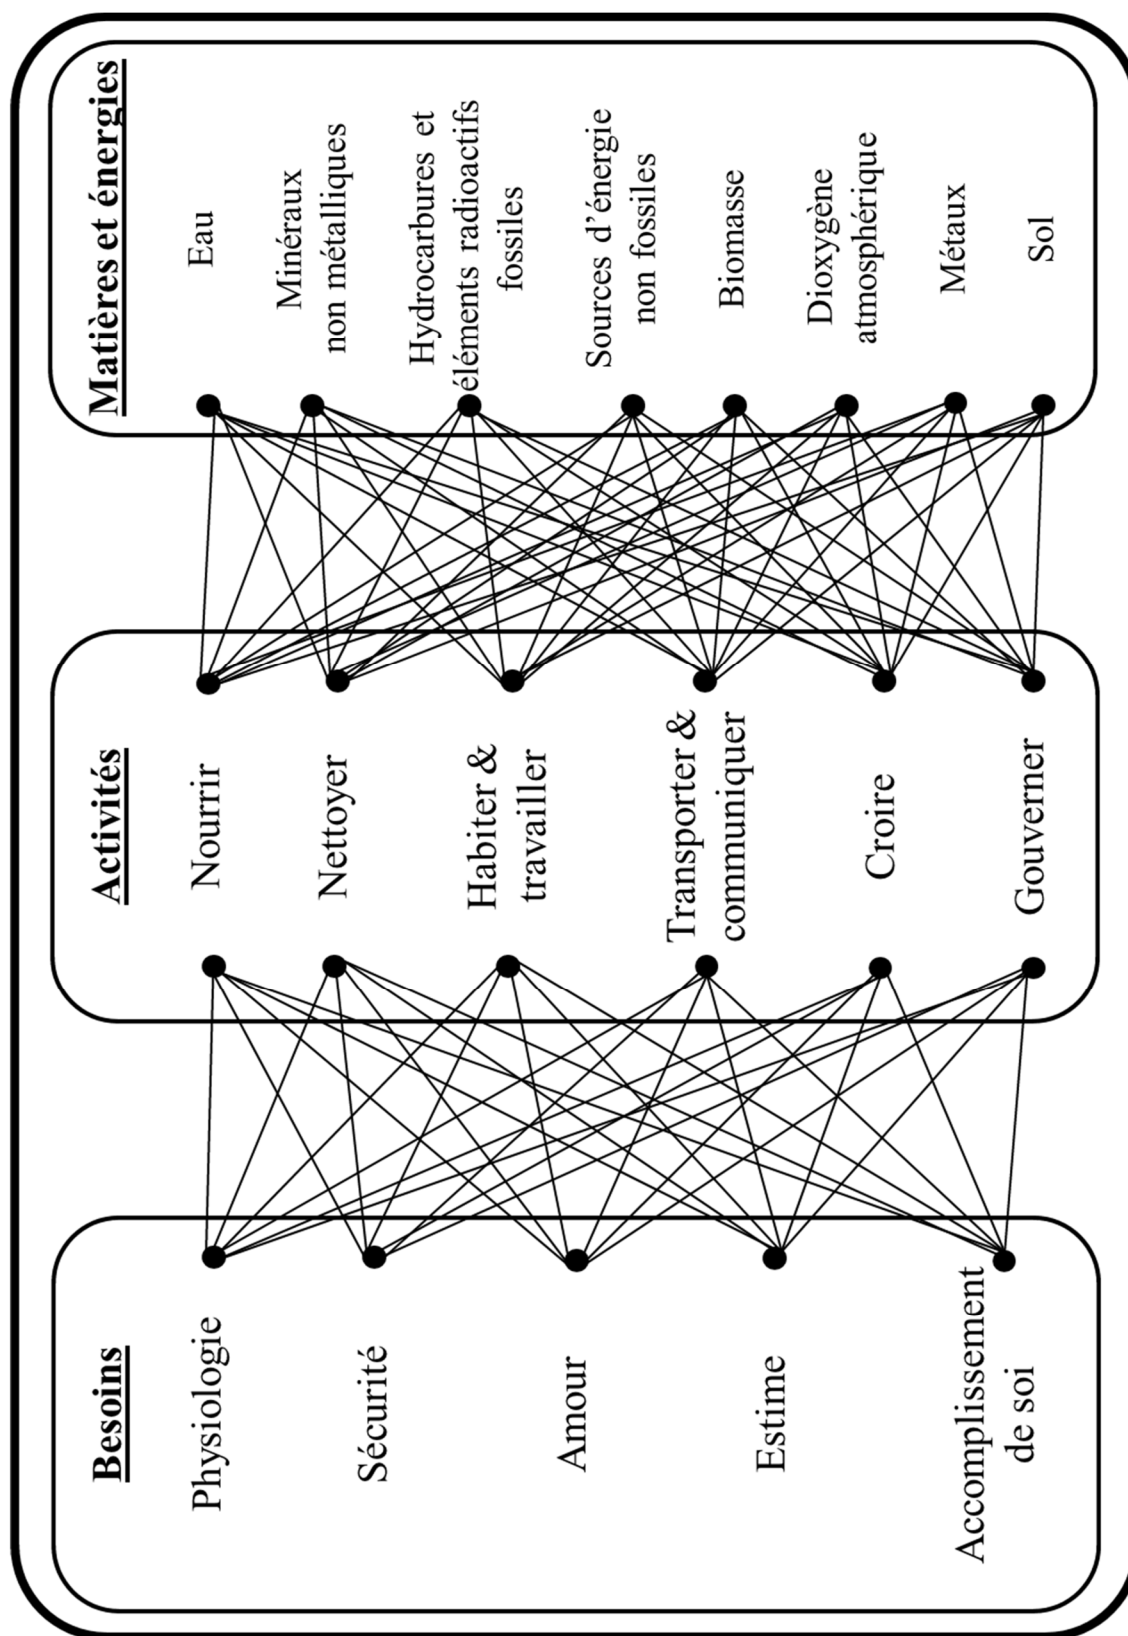 Besoins
Physiologie
Sécurité
Amour
Estime
Accomplissement
de soi
Activités
Nourrir
Nettoyer
Habiter &
travailler
Transporter &
communiquer
Croire
Gouverner
Matières et énergies
Eau
Minéraux
non métalliques
Hydrocarbures et
éléments radioactifs
fossiles
Sources d'énergie
non fossiles
Biomasse
Dioxygène
atmosphérique
Métaux
Sol